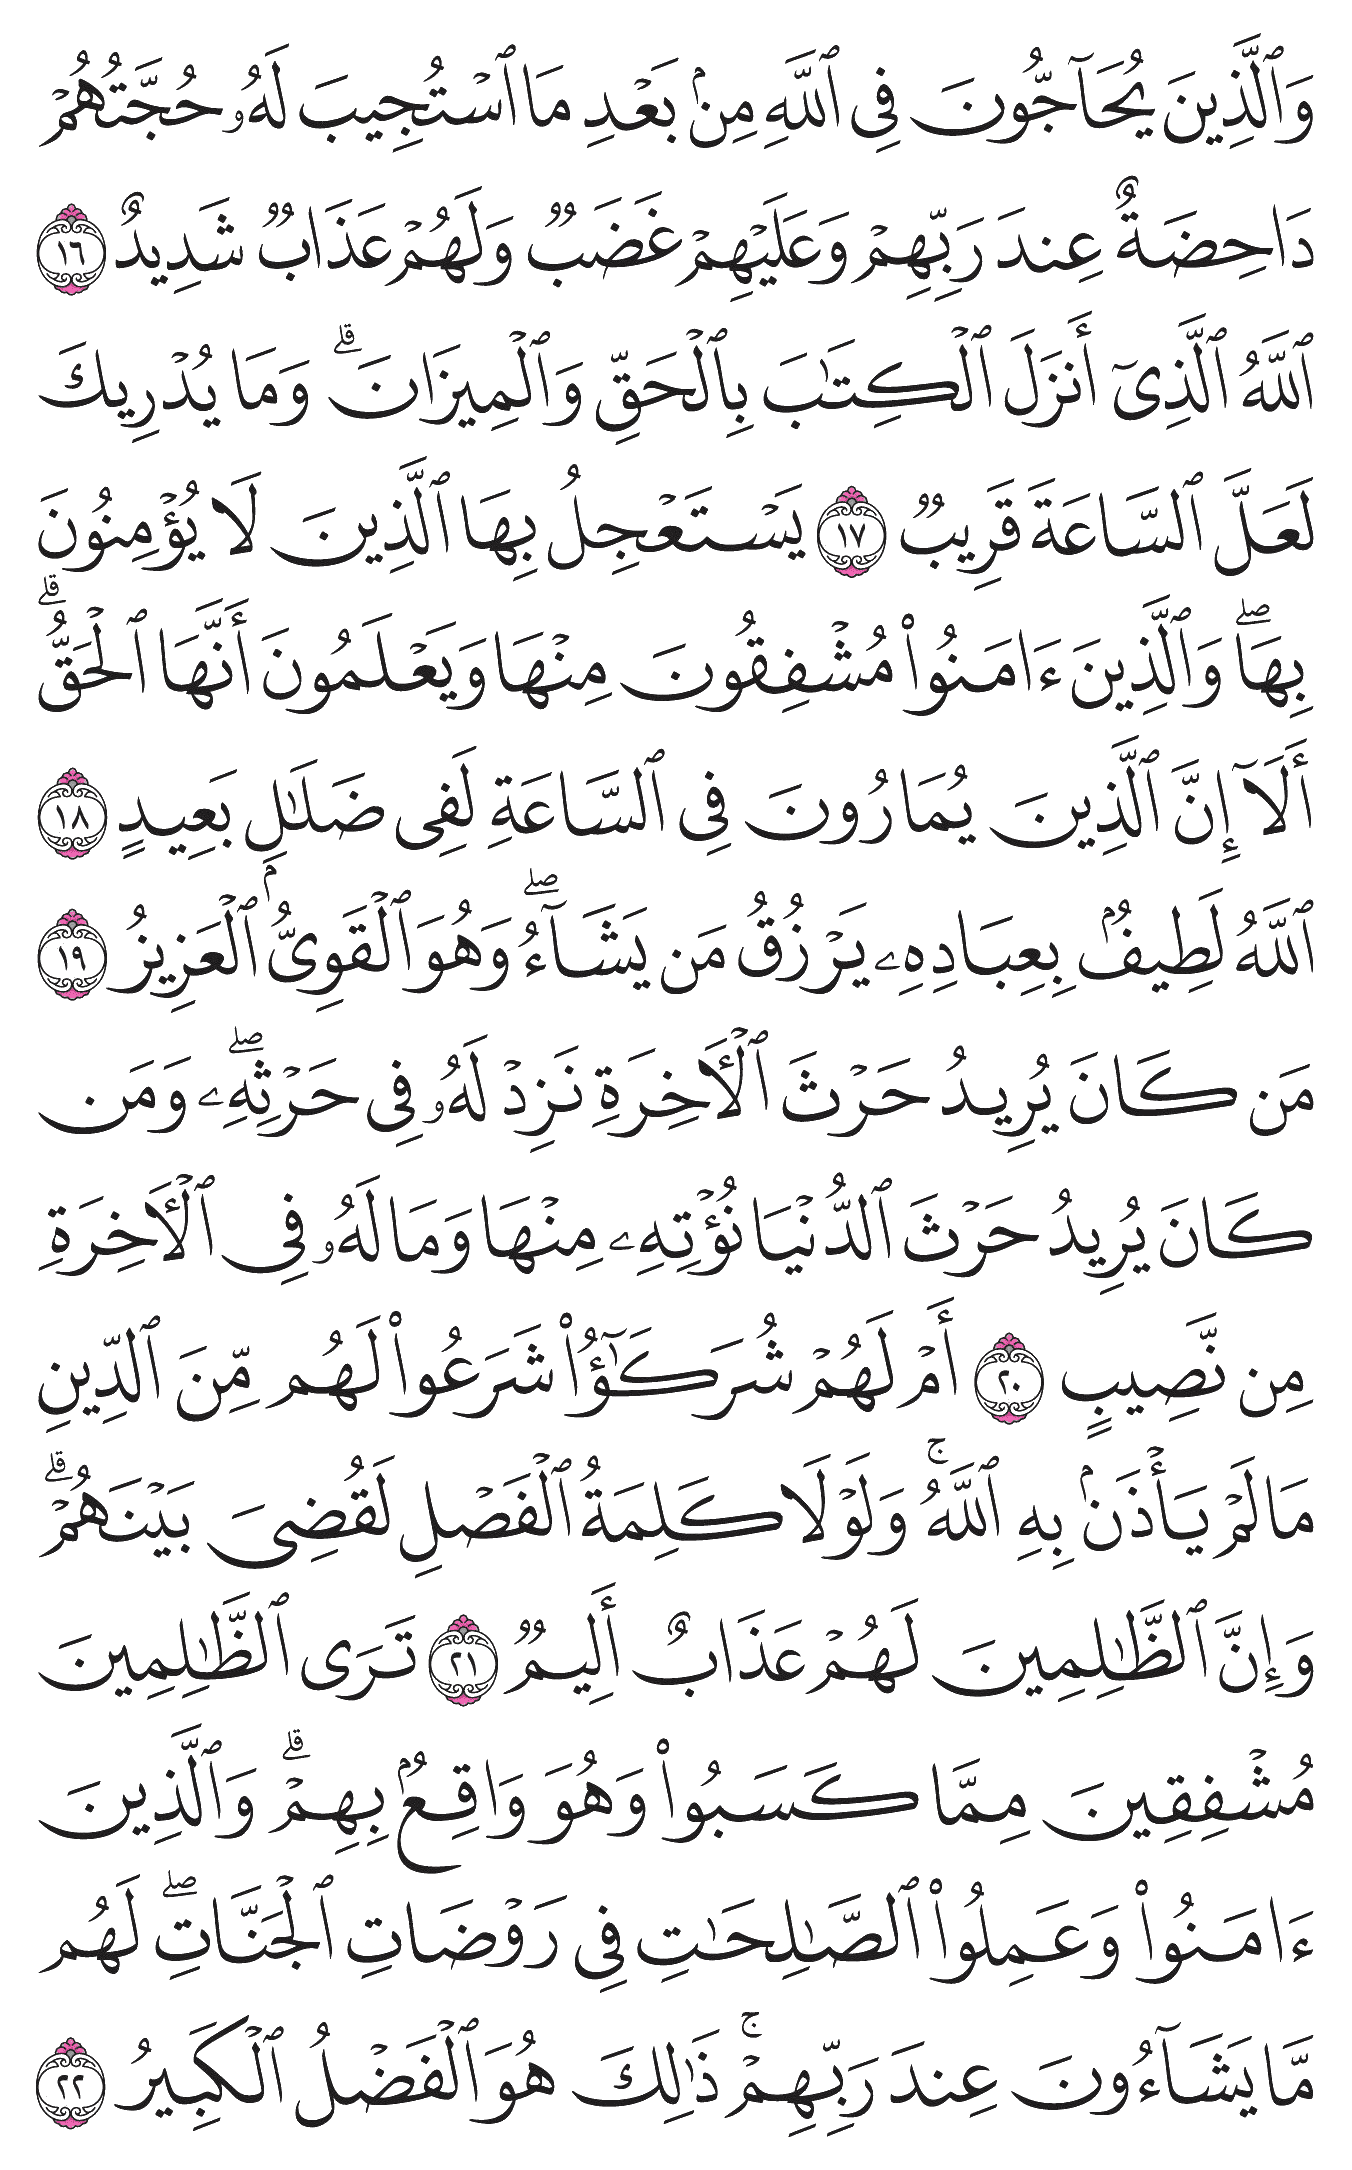 وَٱلَّذِينَ يُحَآجُّونَ فِى ٱللَّهِ مِنۢ بَعْدِ مَا ٱسْتُجِيبَ لَهُۥ حُجَّتُهُمْ
دَاحِضَةٌ عِندَ رَبِّهِمْ وَعَلَيْهِمْ غَضَبٌ وَلَهُمْ عَذَابٌ شَدِيدٌ ١٦
ٱللَّهُ ٱلَّذِىٓ أَنزَلَ ٱلْكِتَٰبَ بِٱلْحَقِّ وَٱلْمِيزَانَ ۗ وَمَا يُدْرِيكَ
لَعَلَّ ٱلسَّاعَةَ قَرِيبٌ ١٧ يَسْتَعْجِلُ بِهَا ٱلَّذِينَ لَا يُؤْمِنُونَ
بِهَا ۖ وَٱلَّذِينَ ءَامَنُوا۟ مُشْفِقُونَ مِنْهَا وَيَعْلَمُونَ أَنَّهَا ٱلْحَقُّ ۗ
أَلَآ إِنَّ ٱلَّذِينَ يُمَارُونَ فِى ٱلسَّاعَةِ لَفِى ضَلَٰلٍۭ بَعِيدٍ ١٨
ٱللَّهُ لَطِيفٌۢ بِعِبَادِهِۦ يَرْزُقُ مَن يَشَآءُ ۖ وَهُوَ ٱلْقَوِىُّ ٱلْعَزِيزُ ١٩
مَن كَانَ يُرِيدُ حَرْثَ ٱلْـَٔاخِرَةِ نَزِدْ لَهُۥ فِى حَرْثِهِۦ ۖ وَمَن
كَانَ يُرِيدُ حَرْثَ ٱلدُّنْيَا نُؤْتِهِۦ مِنْهَا وَمَا لَهُۥ فِى ٱلْـَٔاخِرَةِ
مِن نَّصِيبٍ ٢٠ أَمْ لَهُمْ شُرَكَٰٓؤُا۟ شَرَعُوا۟ لَهُم مِّنَ ٱلدِّينِ
مَا لَمْ يَأْذَنۢ بِهِ ٱللَّهُ ۚ وَلَوْلَا كَلِمَةُ ٱلْفَصْلِ لَقُضِىَ بَيْنَهُمْ ۗ
وَإِنَّ ٱلظَّٰلِمِينَ لَهُمْ عَذَابٌ أَلِيمٌ ٢١ تَرَى ٱلظَّٰلِمِينَ
مُشْفِقِينَ مِمَّا كَسَبُوا۟ وَهُوَ وَاقِعٌۢ بِهِمْ ۗ وَٱلَّذِينَ
ءَامَنُوا۟ وَعَمِلُوا۟ ٱلصَّٰلِحَٰتِ فِى رَوْضَاتِ ٱلْجَنَّاتِ ۖ لَهُم
مَّا يَشَآءُونَ عِندَ رَبِّهِمْ ۚ ذَٰلِكَ هُوَ ٱلْفَضْلُ ٱلْكَبِيرُ ٢٢